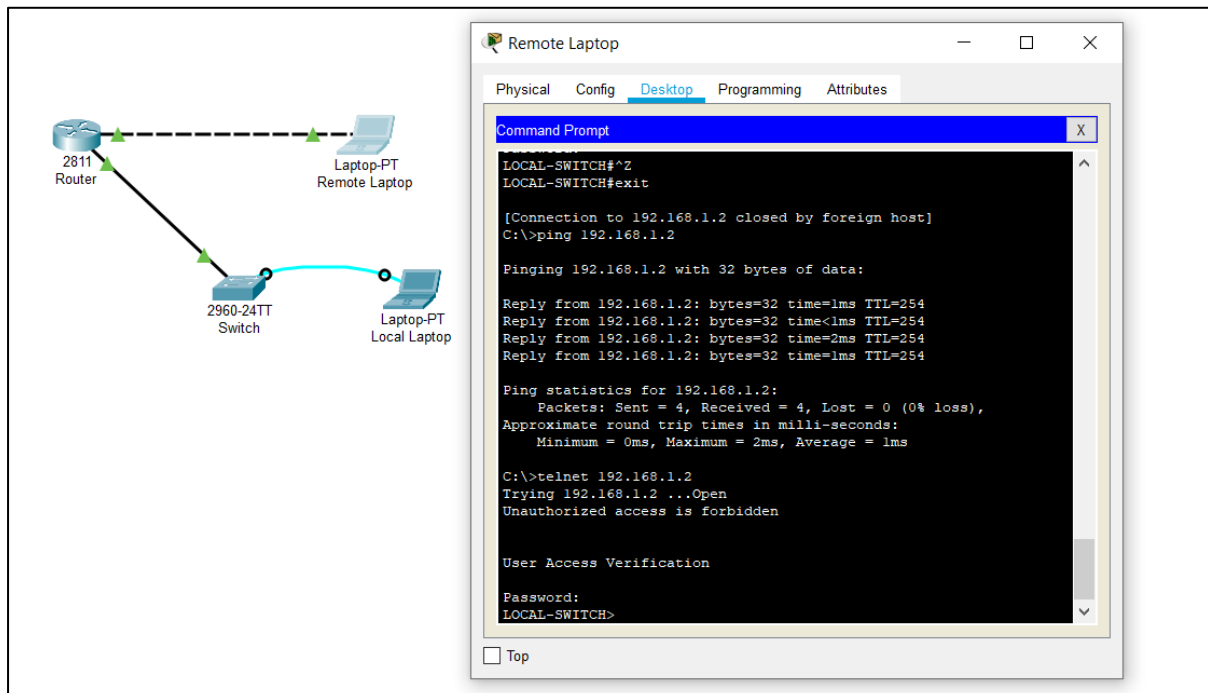 2811
Router
Laptop-PT
Remote Laptop
2960-24TT
Switch
Laptop-PT
Local Laptop
Remote Laptop
Physical Config Desktop Programming Attributes
Command Prompt X
LOCAL-SWITCH#^Z
LOCAL-SWITCH#exit
[Connection to 192.168.1.2 closed by foreign host]
C:\>ping 192.168.1.2
Pinging 192.168.1.2 with 32 bytes of data:
Reply from 192.168.1.2: bytes=32 time=1ms TTL=254
Reply from 192.168.1.2: bytes=32 time<1ms TTL=254
Reply from 192.168.1.2: bytes=32 time=2ms TTL=254
Reply from 192.168.1.2: bytes=32 time=1ms TTL=254
Ping statistics for 192.168.1.2:
    Packets: Sent = 4, Received = 4, Lost = 0 (0% loss),
Approximate round trip times in milli-seconds:
    Minimum = 0ms, Maximum = 2ms, Average = 1ms
C:\>telnet 192.168.1.2
Trying 192.168.1.2 ...Open
Unauthorized access is forbidden
User Access Verification
Password:
LOCAL-SWITCH>
Top